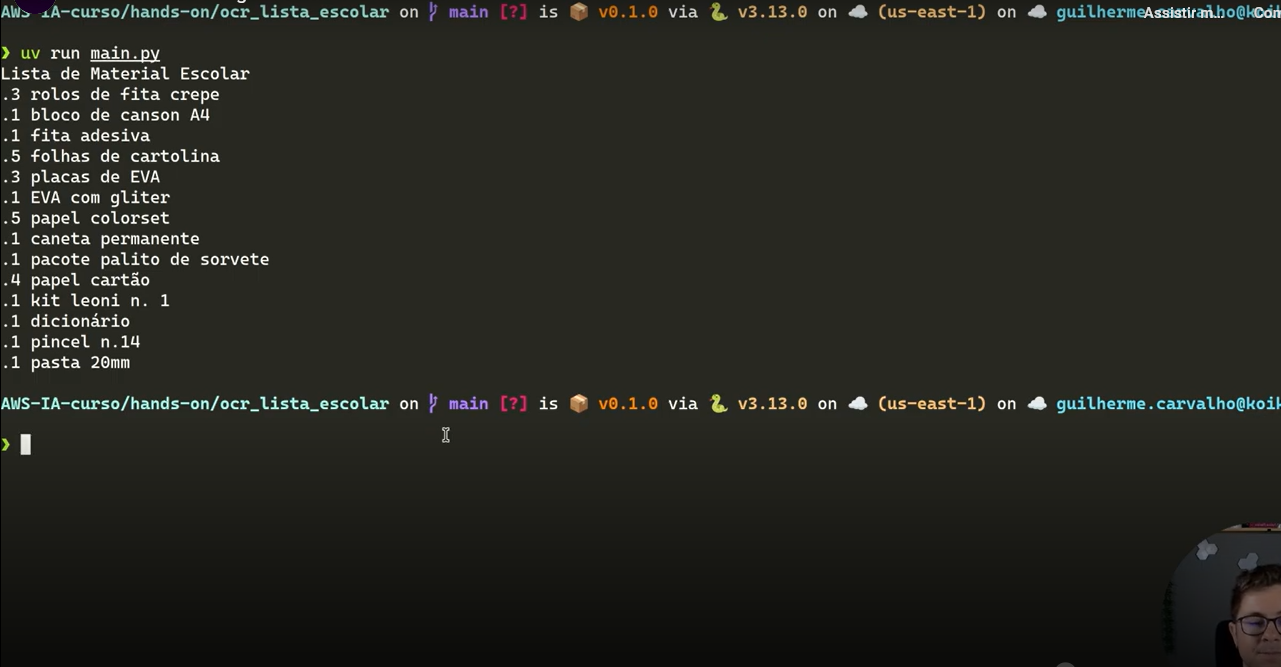 AWS-IA-curso/hands-on/ocr_lista_escolar on main [?] is 📦 v0.1.0 via 🐍 v3.13.0 on ☁️ (us-east-1) on ☁️
Assistir m...
❯ uv run main.py
Lista de Material Escolar
.3 rolos de fita crepe
.1 bloco de canson A4
.1 fita adesiva
.5 folhas de cartolina
.3 placas de EVA
.1 EVA com gliter
.5 papel colorset
.1 caneta permanente
.1 pacote palito de sorvete
.4 papel cartão
.1 kit leoni n. 1
.1 dicionário
.1 pincel n.14
.1 pasta 20mm
AWS-IA-curso/hands-on/ocr_lista_escolar on main [?] is 📦 v0.1.0 via 🐍 v3.13.0 on ☁️ (us-east-1) on ☁️ guilherme.carvalho@koi
❯